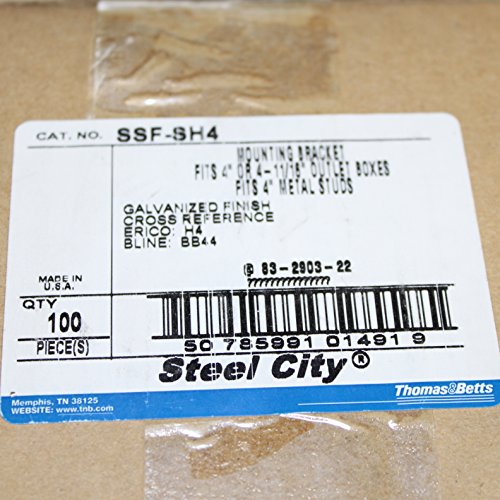 CAT. NO. SSF-SH4
MOUNTING BRACKET
FITS 4" OR 4-11/16" OUTLET BOXES
FITS 4" METAL STUDS
GALVANIZED FINISH
CROSS REFERENCE
ERICO: H4
BLINE: BB44
83-2903-22
MADE IN
U.S.A.
QTY
100
PIECE(S)
50 785991 01491 9
Steel City®
Thomas&Betts
Memphis, TN 38125
WEBSITE: www.tnb.com